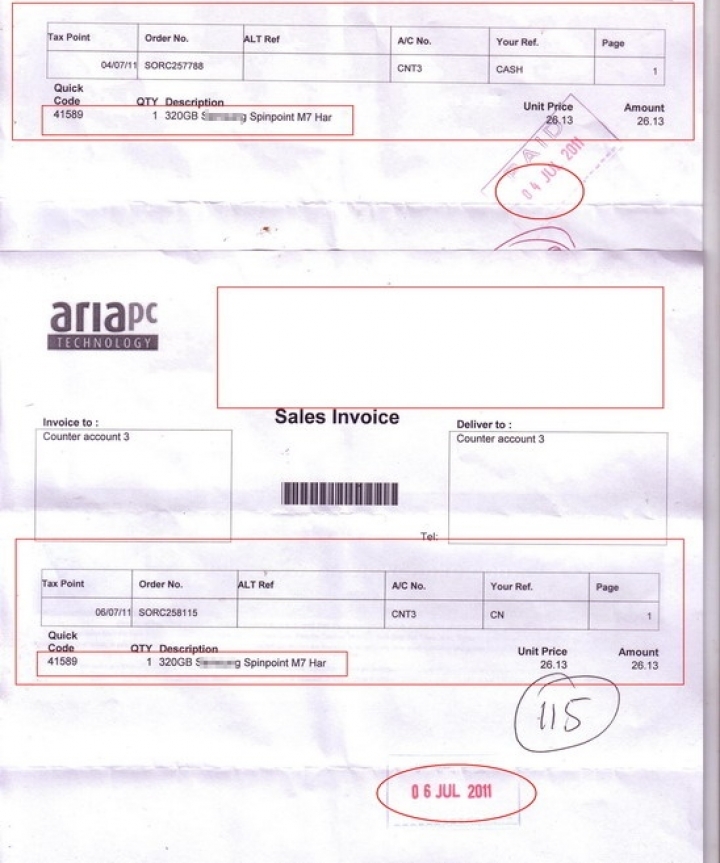 Tax Point Order No. ALT Ref A/C No. Your Ref. Page
04/07/11 SORC257788 CNT3 CASH 1
Quick
Code QTY Description Unit Price Amount
41589 1 320GB Spinpoint M7 Har 26.13 26.13
PAID
04 JUL 2011
ariapc
TECHNOLOGY
Sales Invoice
Invoice to : Deliver to :
Counter account 3 Counter account 3
Tel:
Tax Point Order No. ALT Ref A/C No. Your Ref. Page
06/07/11 SORC258115 CNT3 CN 1
Quick
Code QTY Description Unit Price Amount
41589 1 320GB Spinpoint M7 Har 26.13 26.13
115
06 JUL 2011